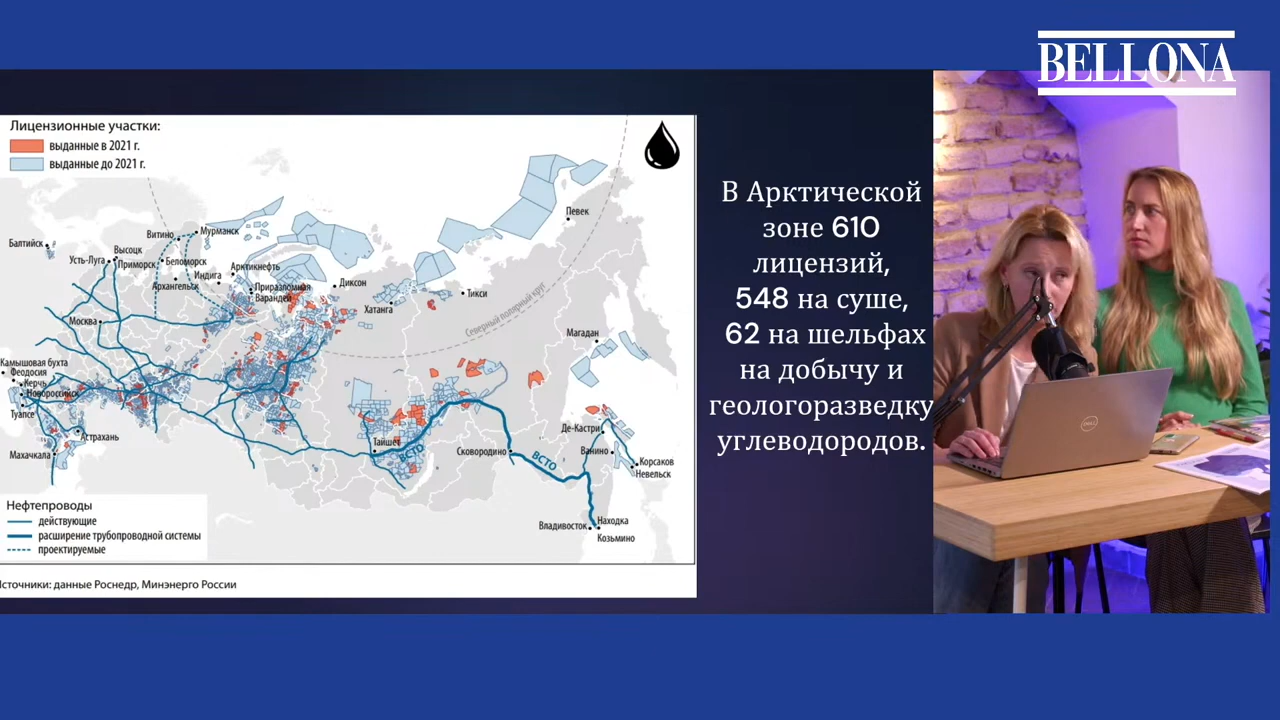 BELLONA
Лицензионные участки:
выданные в 2021 г.
выданные до 2021 г.
Певек
Мурманск
Витино
Балтийск
Высоцк
Усть-Луга
Приморск
Беломорск
Индига
Арктикнефть
Архангельск
Приразломная
Варандей
Диксон
Хатанга
Тикси
Северный полярный круг
Москва
Магадан
Камышовая бухта
Феодосия
Керчь
Новороссийск
Туапсе
Астрахань
Махачкала
Тайшет
ВСТО
Сковородино
ВСТО
Де-Кастри
Ванино
Корсаков
Невельск
Владивосток
Находка
Козьмино
Нефтепроводы
действующие
расширение трубопроводной системы
проектируемые
Источники: данные Роснедр, Минэнерго России
В Арктической
зоне 610
лицензий,
548 на суше,
62 на шельфах
на добычу и
геологоразведку
углеводородов.
DELL